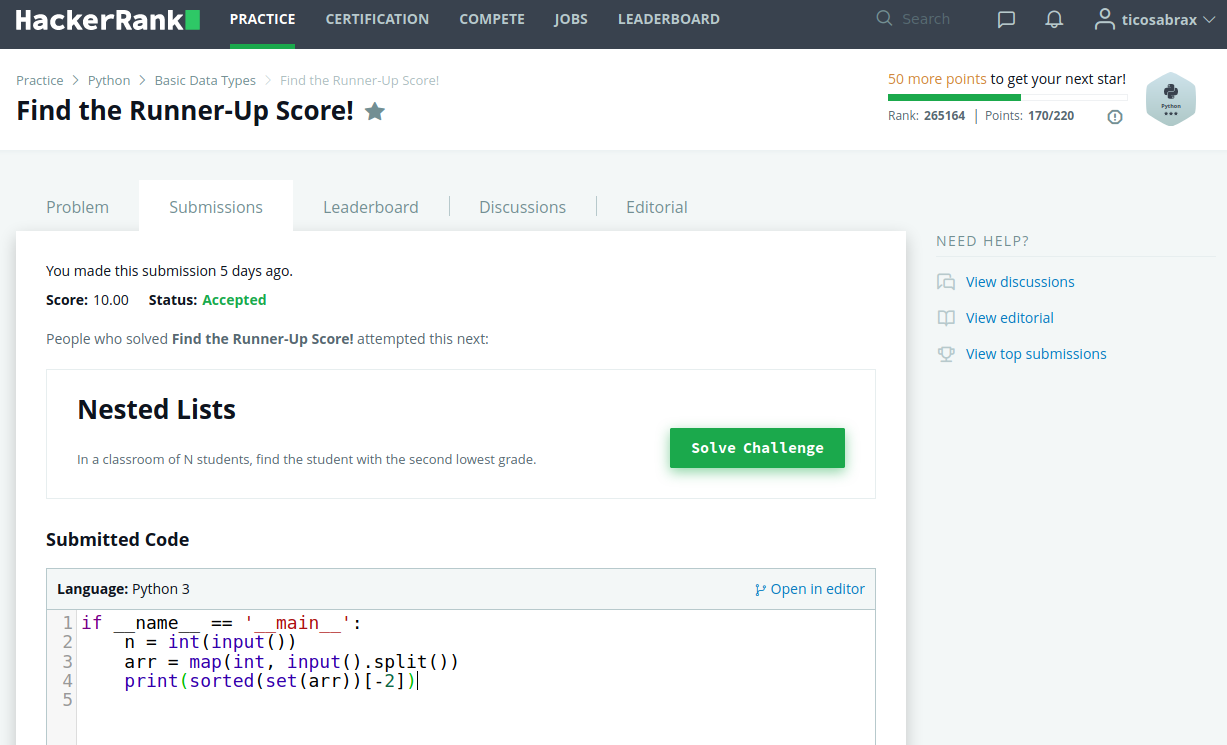 HackerRank PRACTICE CERTIFICATION COMPETE JOBS LEADERBOARD Search ticosabrax
Practice > Python > Basic Data Types > Find the Runner-Up Score!
Find the Runner-Up Score!
50 more points to get your next star!
Rank: 265164 | Points: 170/220
Python
Problem Submissions Leaderboard Discussions Editorial
You made this submission 5 days ago.
Score: 10.00 Status: Accepted
People who solved Find the Runner-Up Score! attempted this next:
Nested Lists
In a classroom of N students, find the student with the second lowest grade.
Solve Challenge
NEED HELP?
View discussions
View editorial
View top submissions
Submitted Code
Language: Python 3 Open in editor
1 if __name__ == '__main__':
2     n = int(input())
3     arr = map(int, input().split())
4     print(sorted(set(arr))[-2])
5